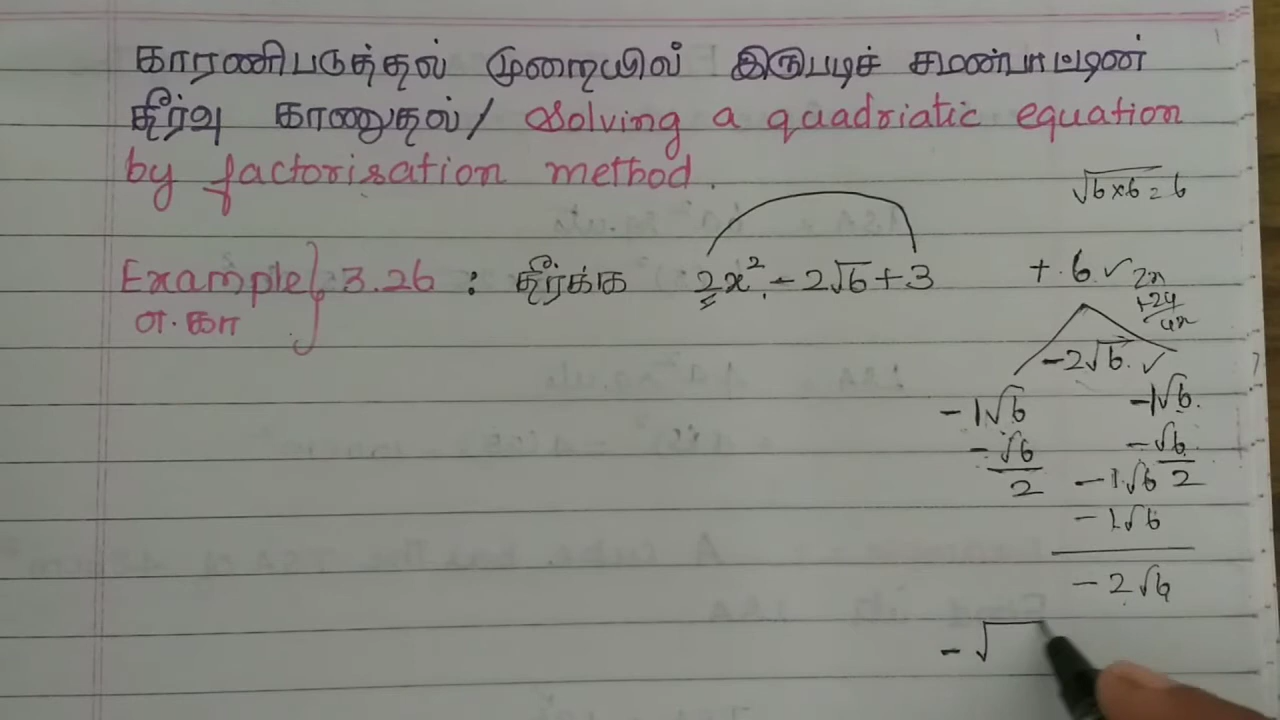 காரணிபடுத்தல் முறையில் இருபடிச் சமன்பாட்டின்
தீர்வு காணுதல் / Solving a quadriatic equation
by factorisation method.
√6×6 = 6
Example } 3.26 : தீர்க்க 2x² - 2√6 + 3
எ.கா
+ 6 ✓
2x
+2x
4x
-2√6 ✓
-1√6 -1√6
-√6/2 -√6/2
-1√6
-1√6
-2√6
-√